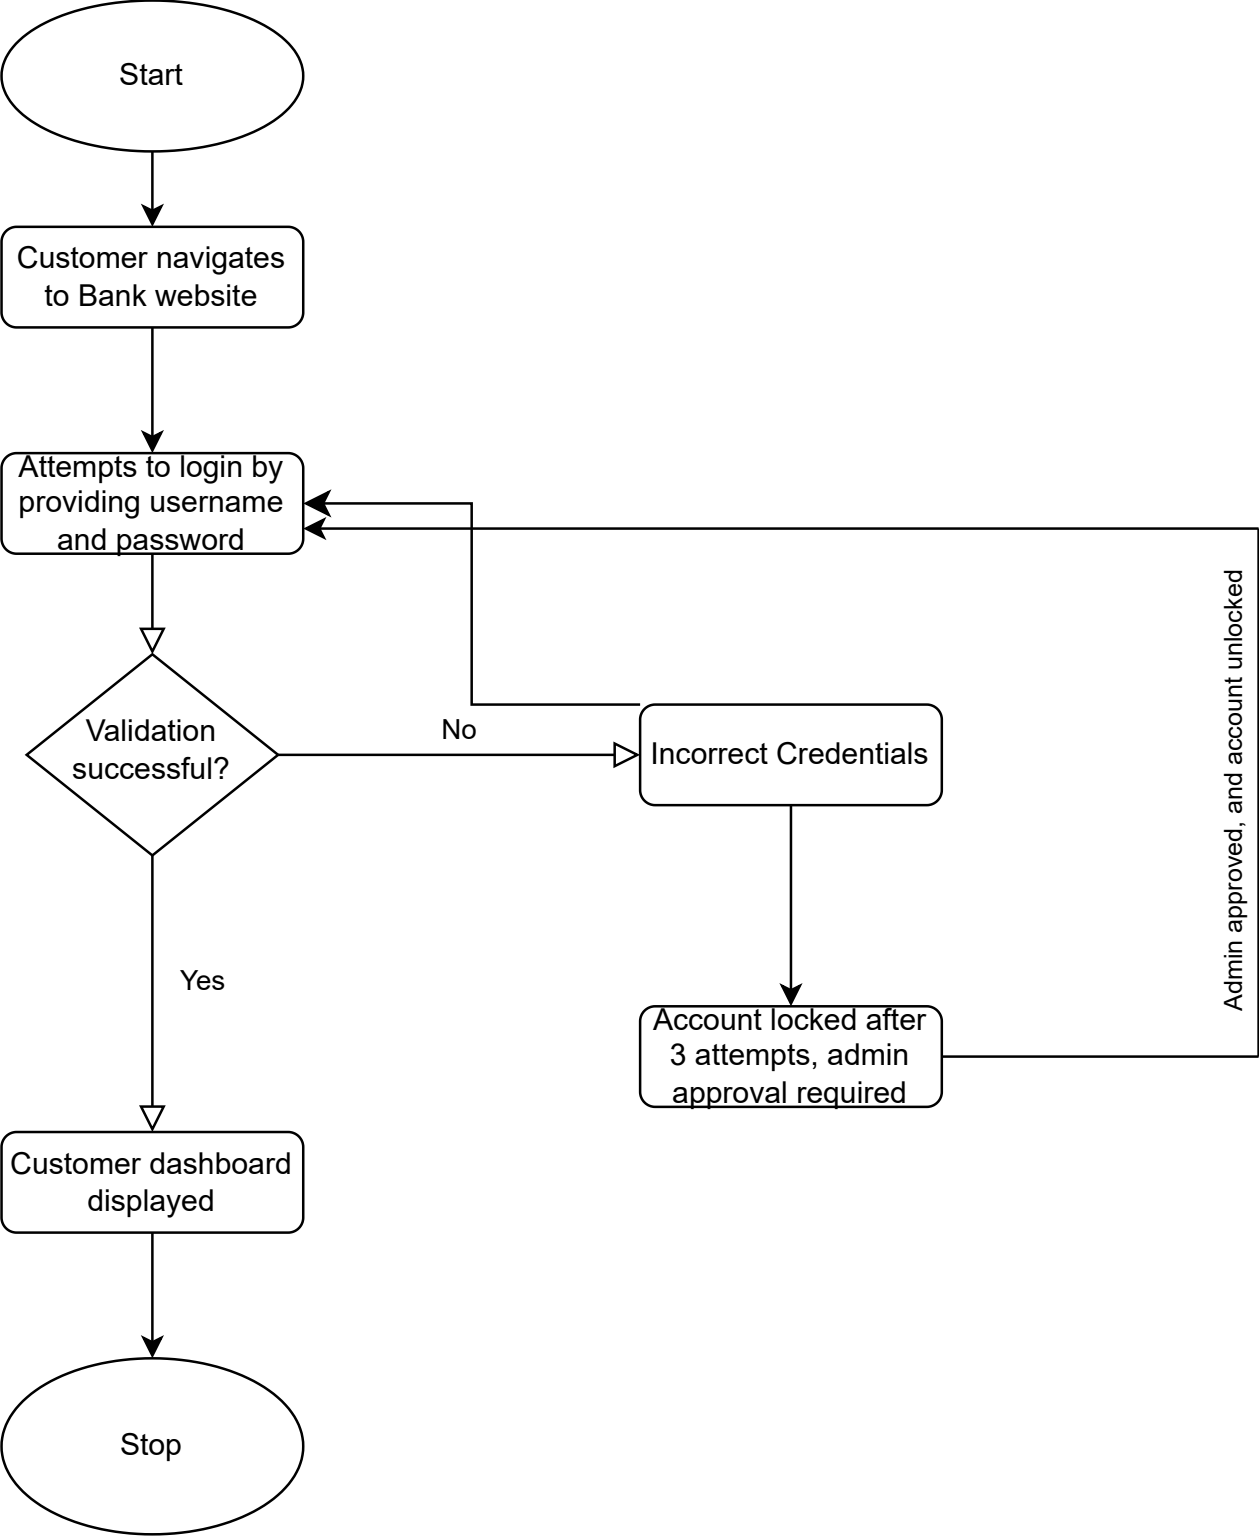 Start
Customer navigates
to Bank website
Attempts to login by
providing username
and password
Validation
successful?
No
Incorrect Credentials
Admin approved, and account unlocked
Yes
Account locked after
3 attempts, admin
approval required
Customer dashboard
displayed
Stop